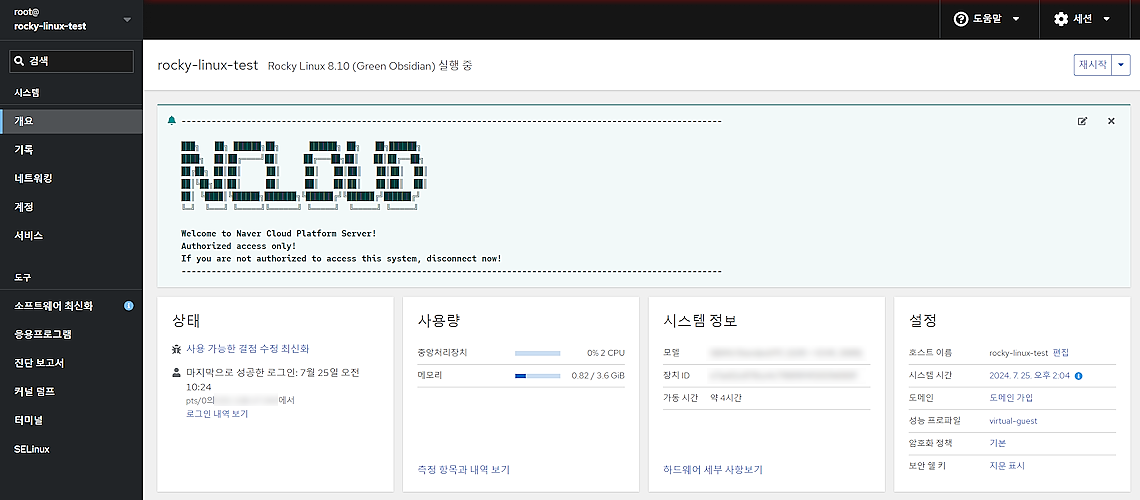 root@
rocky-linux-test
도움말
세션
검색
시스템
개요
기록
네트워킹
계정
서비스
도구
소프트웨어 최신화
응용프로그램
진단 보고서
커널 덤프
터미널
SELinux
rocky-linux-test Rocky Linux 8.10 (Green Obsidian) 실행 중
재시작
------------------------------------------------------------------------------------------
NCLOUD
Welcome to Naver Cloud Platform Server!
Authorized access only!
If you are not authorized to access this system, disconnect now!
------------------------------------------------------------------------------------------
상태
사용 가능한 결점 수정 최신화
마지막으로 성공한 로그인: 7월 25일 오전
10:24
pts/0의 에서
로그인 내역 보기
사용량
중앙처리장치 0% 2 CPU
메모리 0.82 / 3.6 GiB
측정 항목과 내역 보기
시스템 정보
모델
장치 ID
가동 시간 약 4시간
하드웨어 세부 사항보기
설정
호스트 이름 rocky-linux-test 편집
시스템 시간 2024. 7. 25. 오후 2:04
도메인 도메인 가입
성능 프로파일 virtual-guest
암호화 정책 기본
보안 쉘 키 지문 표시